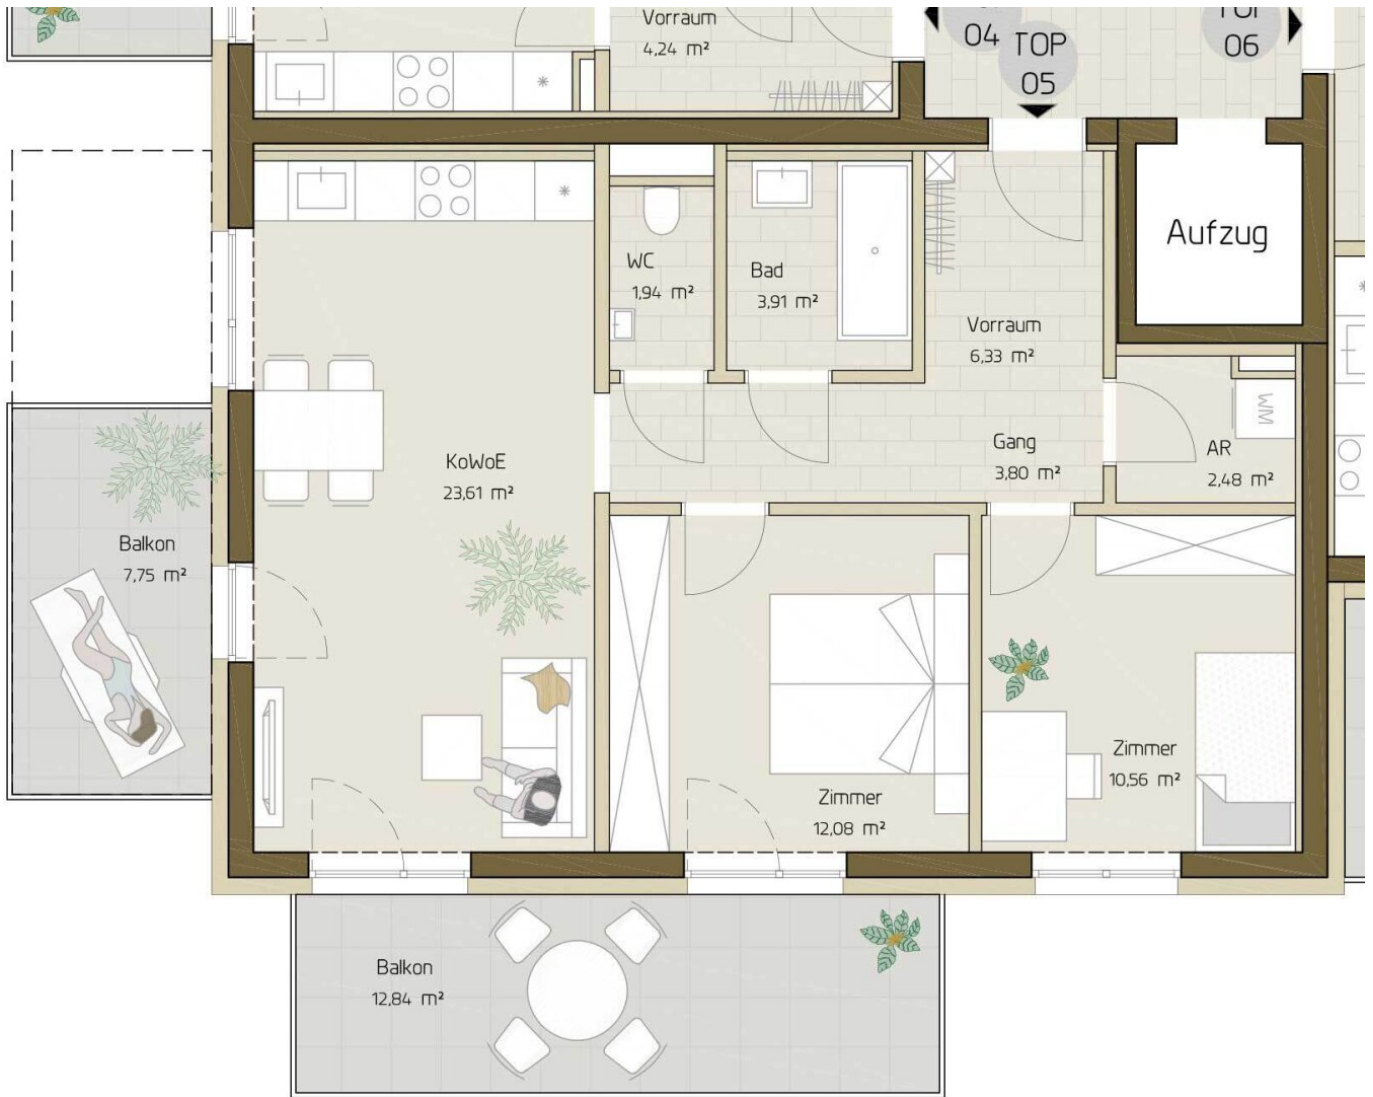 Vorraum
4,24 m²
04
TOP
05
06
Aufzug
WC
1,94 m²
Bad
3,91 m²
Vorraum
6,33 m²
WM
Gang
3,80 m²
AR
2,48 m²
KoWoE
23,61 m²
Balkon
7,75 m²
Zimmer
12,08 m²
Zimmer
10,56 m²
Balkon
12,84 m²